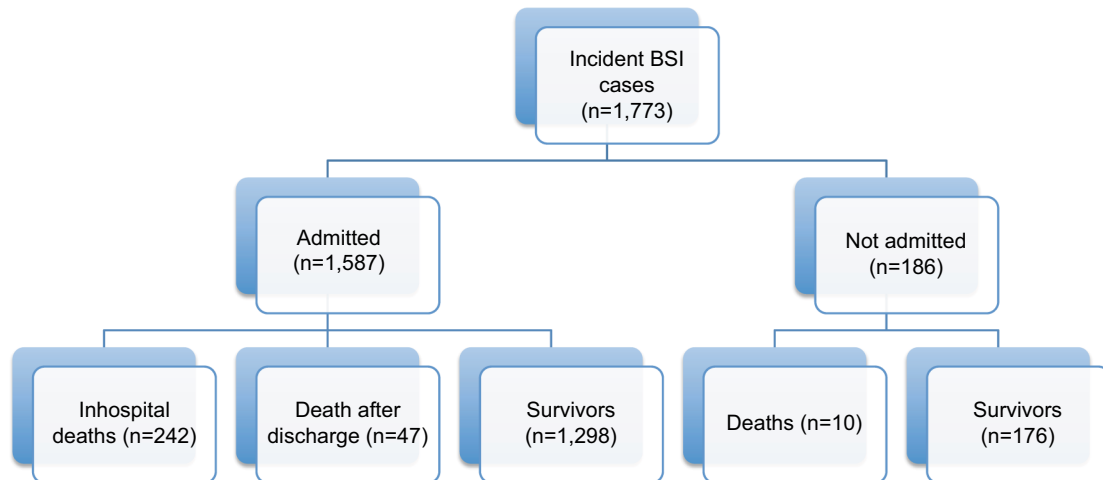 Incident BSI
cases
(n=1,773)
Admitted
(n=1,587)
Not admitted
(n=186)
Inhospital
deaths (n=242)
Death after
discharge (n=47)
Survivors
(n=1,298)
Deaths (n=10)
Survivors
(n=176)